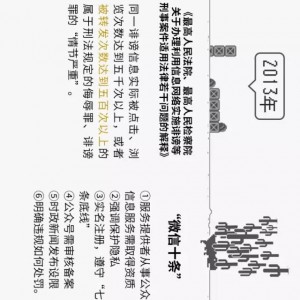 2013年
《最高人民法院、最高人民检察院
关于办理利用信息网络实施诽谤等
刑事案件适用法律若干问题的解释》
同一诽谤信息实际被点击、浏
览次数达到五千次以上，或者
被转发次数达到五百次以上的
属于刑法规定的侮辱罪、诽谤
罪的“情节严重”。
“微信十条”
①服务提供者从事公众
信息服务需取得资质
②强调保护隐私
③实名注册，遵守“七
条底线”
④公众号需审核备案
⑤时政新闻发布设限
⑥明确违规如何处罚。